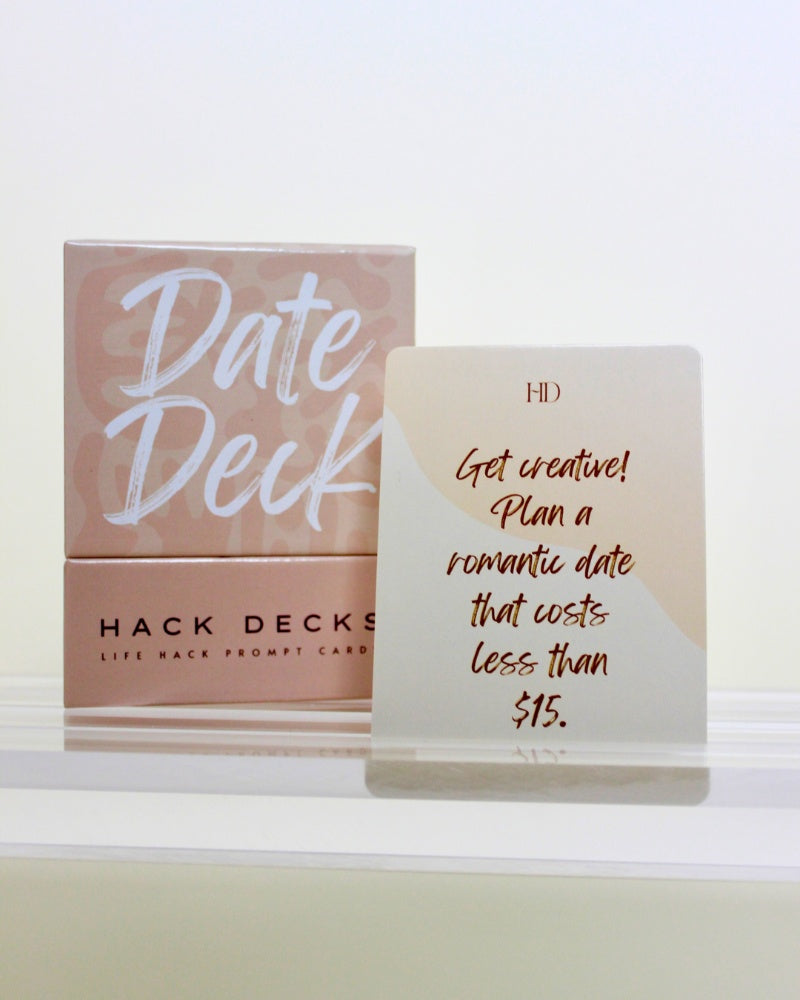 Date
Deck
HACK DECKS
LIFE HACK PROMPT CARD
HD
Get creative!
Plan a
romantic date
that costs
less than
$15.